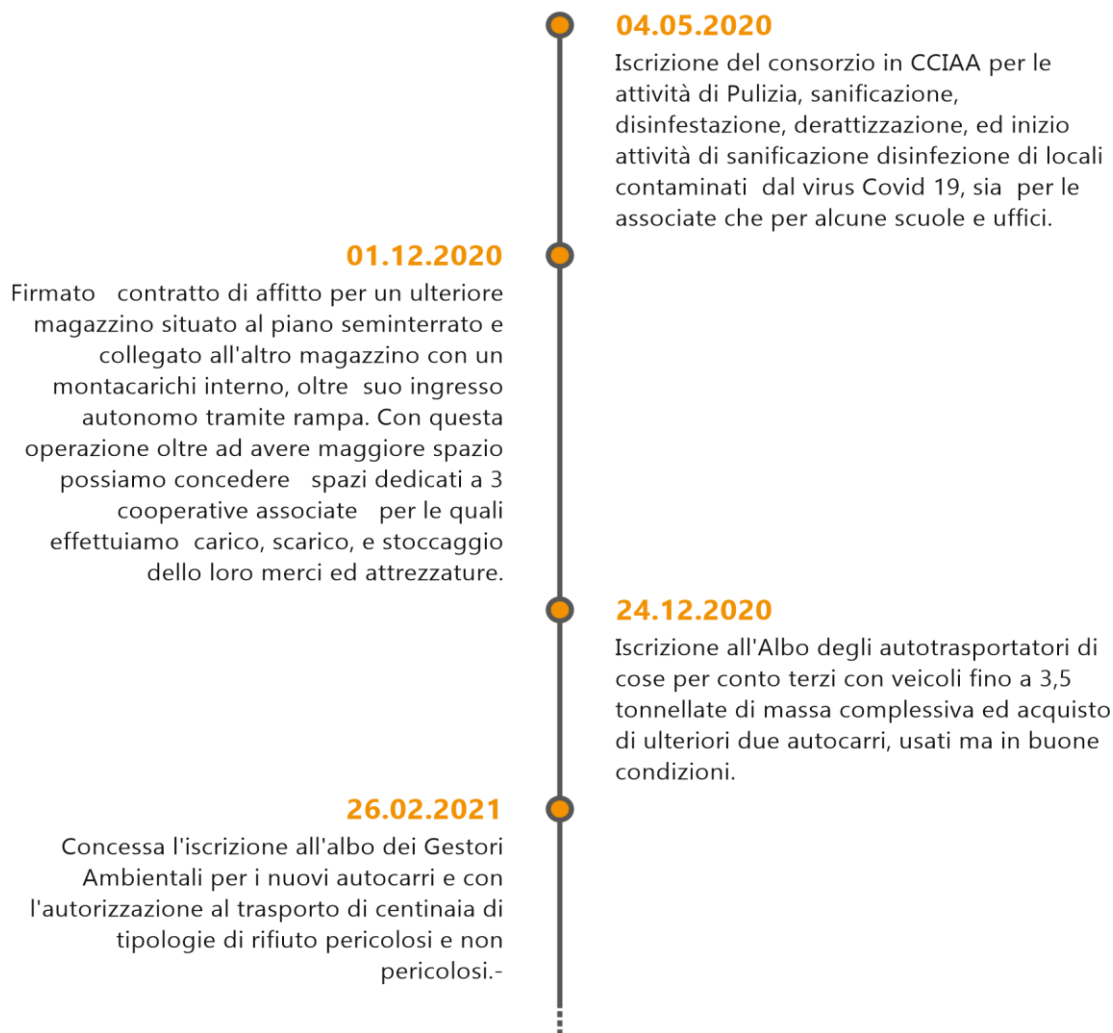 04.05.2020
Iscrizione del consorzio in CCIAA per le
attività di Pulizia, sanificazione,
disinfestazione, derattizzazione, ed inizio
attività di sanificazione disinfezione di locali
contaminati  dal virus Covid 19, sia  per le
associate che per alcune scuole e uffici.
01.12.2020
Firmato   contratto di affitto per un ulteriore
magazzino situato al piano seminterrato e
collegato all'altro magazzino con un
montacarichi interno, oltre  suo ingresso
autonomo tramite rampa. Con questa
operazione oltre ad avere maggiore spazio
possiamo concedere   spazi dedicati a 3
cooperative associate   per le quali
effettuiamo  carico, scarico, e stoccaggio
dello loro merci ed attrezzature.
24.12.2020
Iscrizione all'Albo degli autotrasportatori di
cose per conto terzi con veicoli fino a 3,5
tonnellate di massa complessiva ed acquisto
di ulteriori due autocarri, usati ma in buone
condizioni.
26.02.2021
Concessa l'iscrizione all'albo dei Gestori
Ambientali per i nuovi autocarri e con
l'autorizzazione al trasporto di centinaia di
tipologie di rifiuto pericolosi e non
pericolosi.-